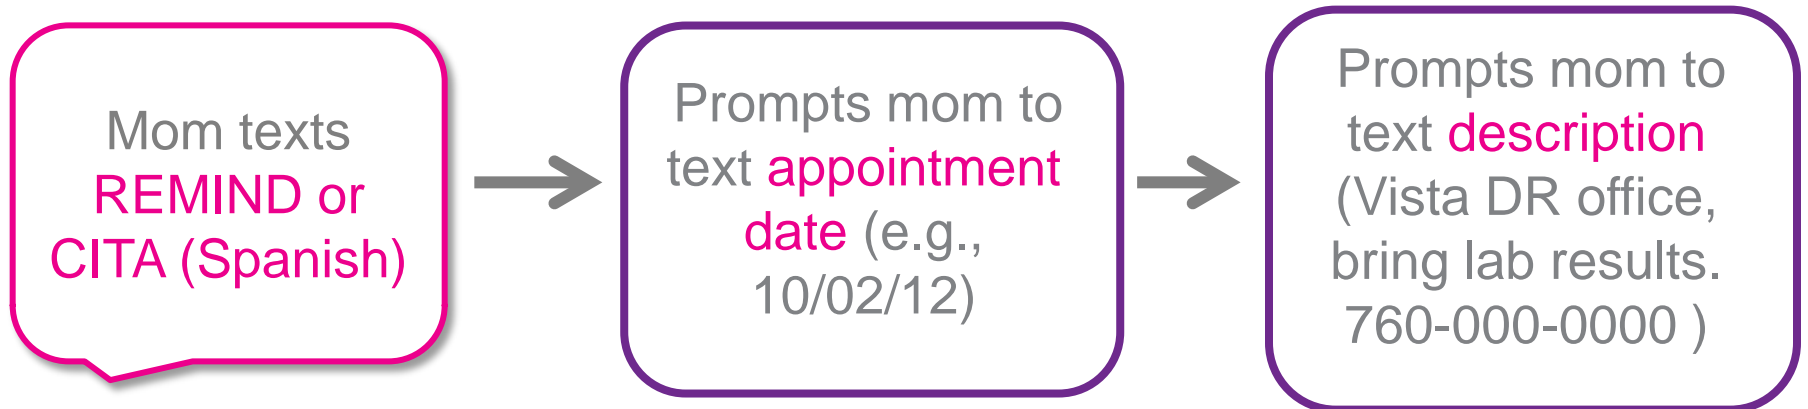 Mom texts
REMIND or
CITA (Spanish)
Prompts mom to
text appointment
date (e.g.,
10/02/12)
Prompts mom to
text description
(Vista DR office,
bring lab results.
760-000-0000 )